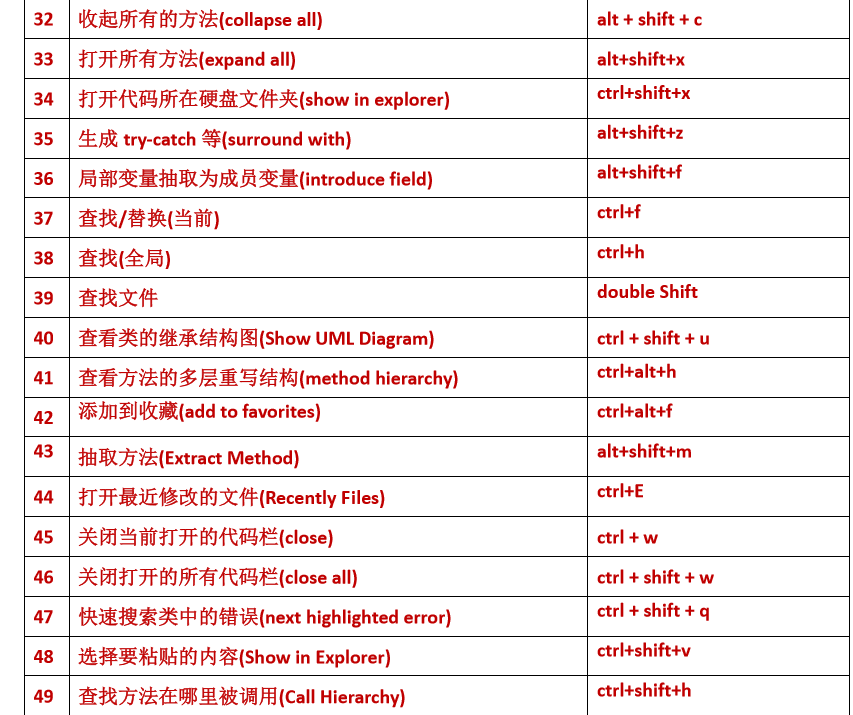 32 收起所有的方法(collapse all) alt + shift + c
33 打开所有方法(expand all) alt+shift+x
34 打开代码所在硬盘文件夹(show in explorer) ctrl+shift+x
35 生成 try-catch 等(surround with) alt+shift+z
36 局部变量抽取为成员变量(introduce field) alt+shift+f
37 查找/替换(当前) ctrl+f
38 查找(全局) ctrl+h
39 查找文件 double Shift
40 查看类的继承结构图(Show UML Diagram) ctrl + shift + u
41 查看方法的多层重写结构(method hierarchy) ctrl+alt+h
42 添加到收藏(add to favorites) ctrl+alt+f
43 抽取方法(Extract Method) alt+shift+m
44 打开最近修改的文件(Recently Files) ctrl+E
45 关闭当前打开的代码栏(close) ctrl + w
46 关闭打开的所有代码栏(close all) ctrl + shift + w
47 快速搜索类中的错误(next highlighted error) ctrl + shift + q
48 选择要粘贴的内容(Show in Explorer) ctrl+shift+v
49 查找方法在哪里被调用(Call Hierarchy) ctrl+shift+h